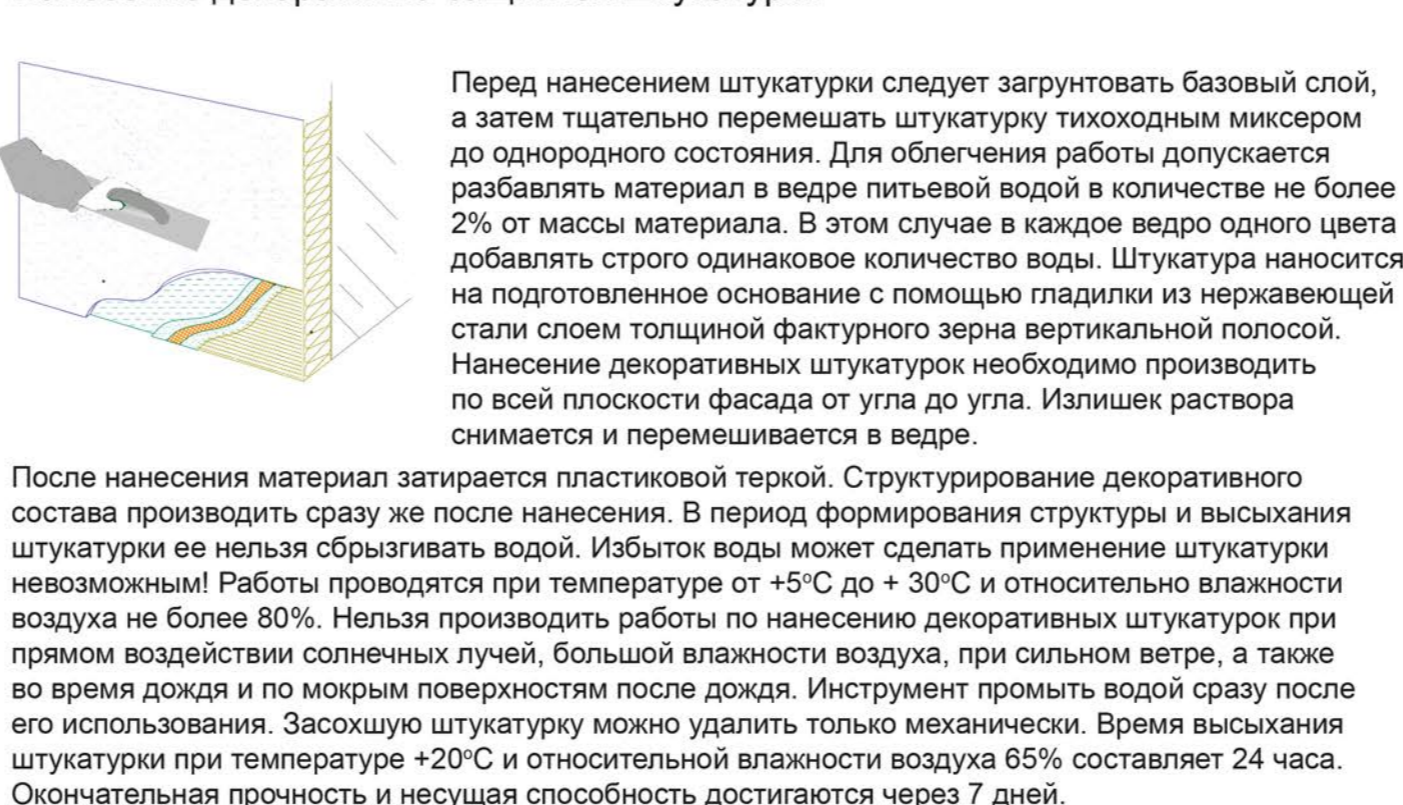 Перед нанесением штукатурки следует загрунтовать базовый слой,
а затем тщательно перемешать штукатурку тихоходным миксером
до однородного состояния. Для облегчения работы допускается
разбавлять материал в ведре питьевой водой в количестве не более
2% от массы материала. В этом случае в каждое ведро одного цвета
добавлять строго одинаковое количество воды. Штукатура наносится
на подготовленное основание с помощью гладилки из нержавеющей
стали слоем толщиной фактурного зерна вертикальной полосой.
Нанесение декоративных штукатурок необходимо производить
по всей плоскости фасада от угла до угла. Излишек раствора
снимается и перемешивается в ведре.
После нанесения материал затирается пластиковой теркой. Структурирование декоративного
состава производить сразу же после нанесения. В период формирования структуры и высыхания
штукатурки ее нельзя сбрызгивать водой. Избыток воды может сделать применение штукатурки
невозможным! Работы проводятся при температуре от +5°С до + 30°С и относительно влажности
воздуха не более 80%. Нельзя производить работы по нанесению декоративных штукатурок при
прямом воздействии солнечных лучей, большой влажности воздуха, при сильном ветре, а также
во время дождя и по мокрым поверхностям после дождя. Инструмент промыть водой сразу после
его использования. Засохшую штукатурку можно удалить только механически. Время высыхания
штукатурки при температуре +20°С и относительной влажности воздуха 65% составляет 24 часа.
Окончательная прочность и несущая способность достигаются через 7 дней.